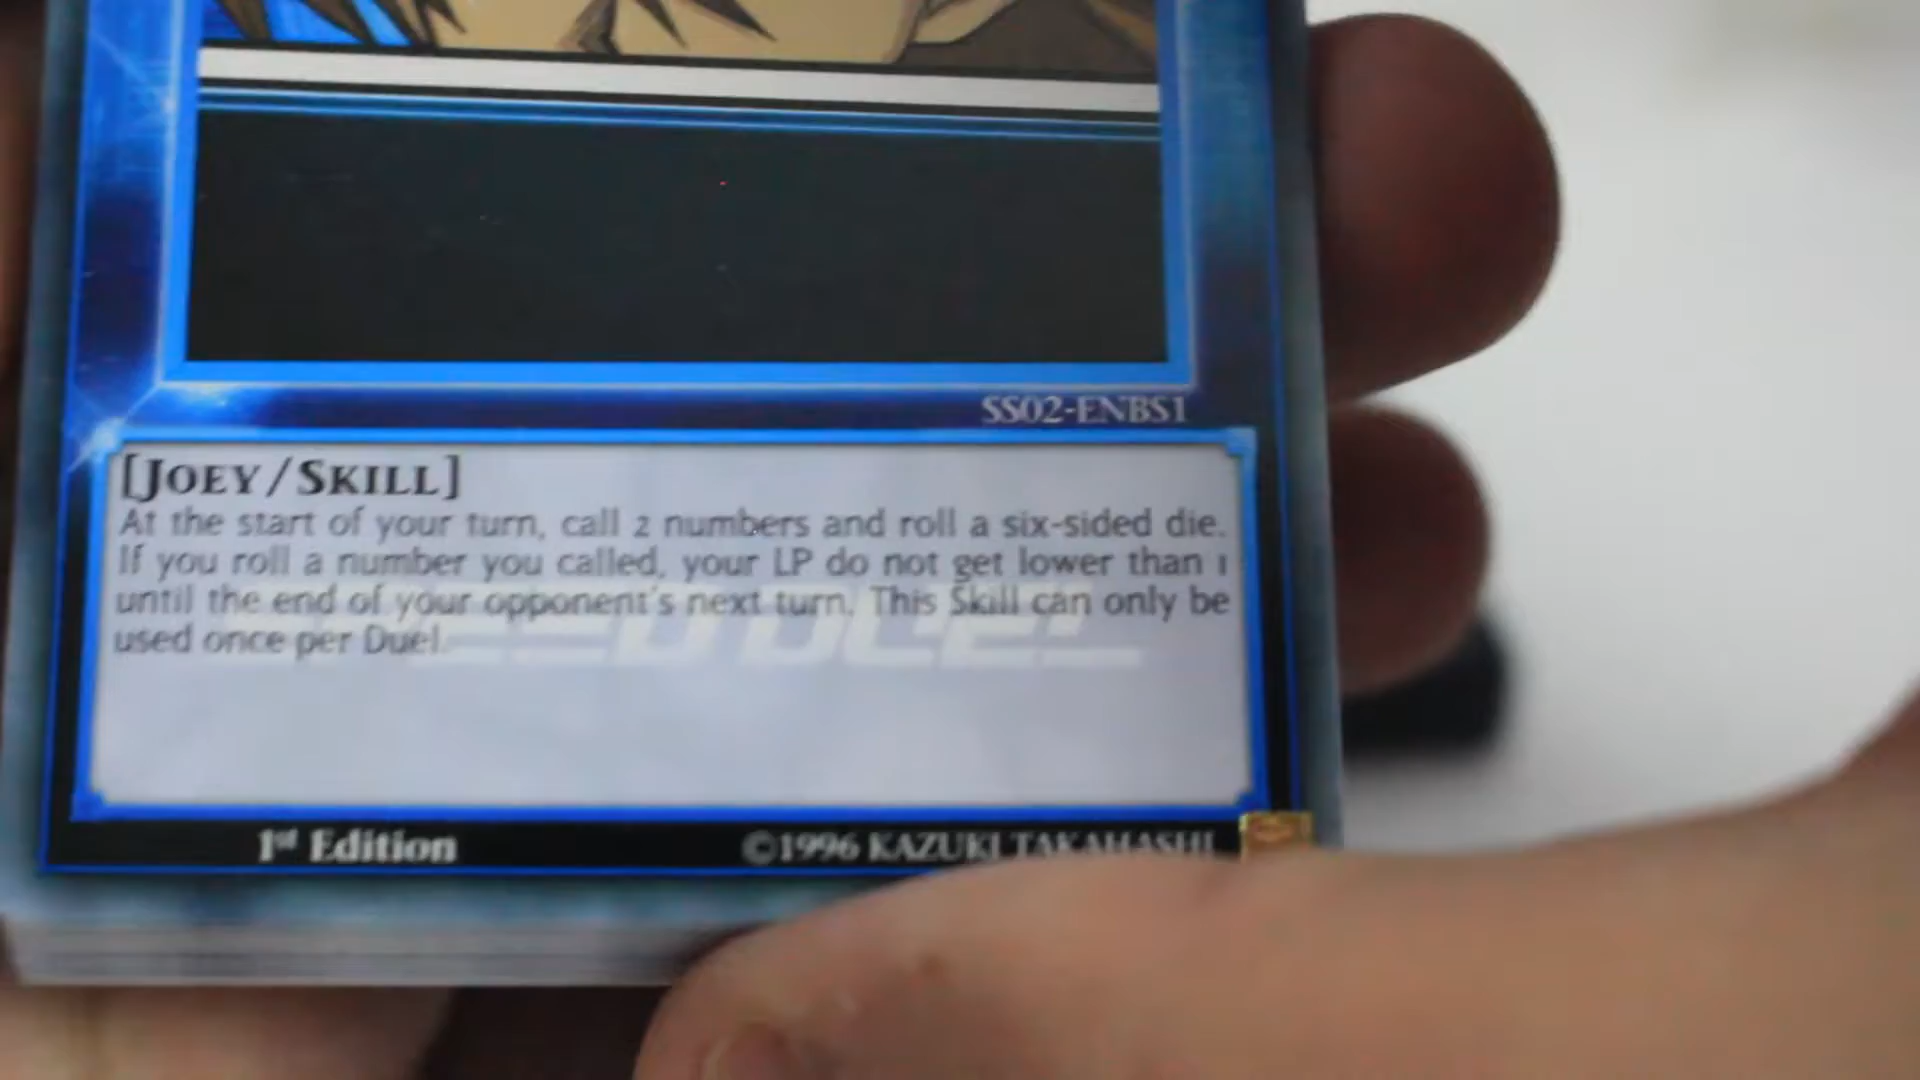 SS02-ENBS1
[JOEY/SKILL]
At the start of your turn, call 2 numbers and roll a six-sided die.
If you roll a number you called, your LP do not get lower than 1
until the end of your opponent's next turn. This Skill can only be
used once per Duel.
SPEED DUEL
1st Edition
©1996 KAZUKI TAKAHASHI